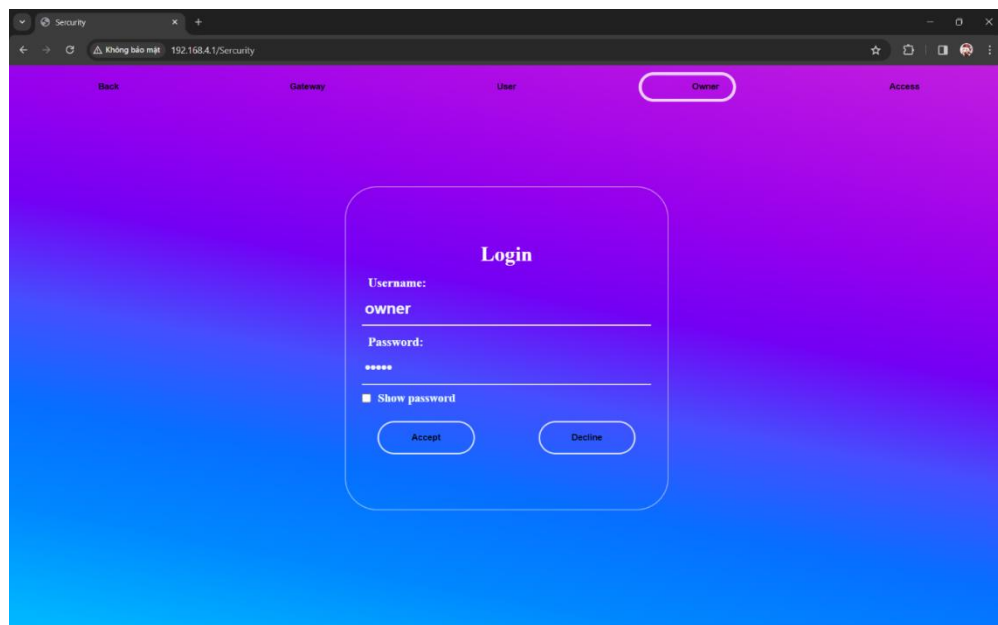 Sercurity
Không bảo mật 192.168.4.1/Sercurity
Back Gateway User Owner Access
Login
Username:
owner
Password:
•••••
Show password
Accept Decline